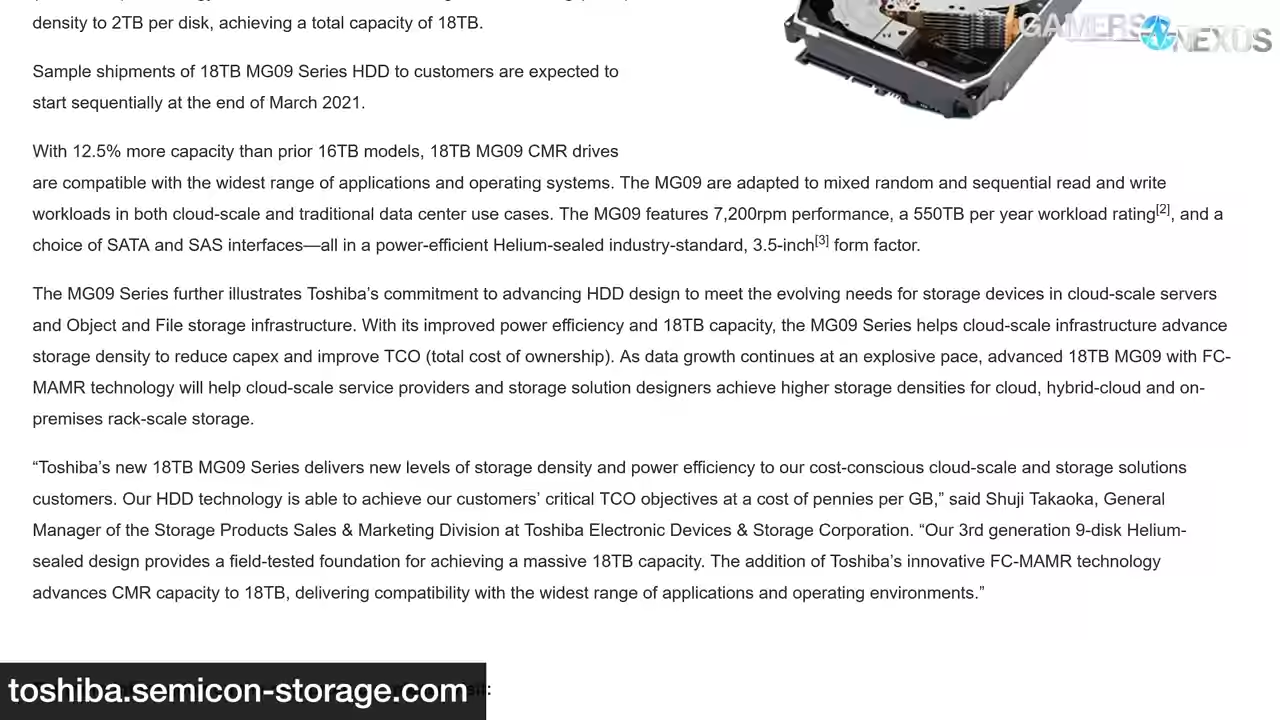 density to 2TB per disk, achieving a total capacity of 18TB.
GAMERS NEXUS
Sample shipments of 18TB MG09 Series HDD to customers are expected to
start sequentially at the end of March 2021.
With 12.5% more capacity than prior 16TB models, 18TB MG09 CMR drives
are compatible with the widest range of applications and operating systems. The MG09 are adapted to mixed random and sequential read and write
workloads in both cloud-scale and traditional data center use cases. The MG09 features 7,200rpm performance, a 550TB per year workload rating[2], and a
choice of SATA and SAS interfaces—all in a power-efficient Helium-sealed industry-standard, 3.5-inch[3] form factor.
The MG09 Series further illustrates Toshiba’s commitment to advancing HDD design to meet the evolving needs for storage devices in cloud-scale servers
and Object and File storage infrastructure. With its improved power efficiency and 18TB capacity, the MG09 Series helps cloud-scale infrastructure advance
storage density to reduce capex and improve TCO (total cost of ownership). As data growth continues at an explosive pace, advanced 18TB MG09 with FC-
MAMR technology will help cloud-scale service providers and storage solution designers achieve higher storage densities for cloud, hybrid-cloud and on-
premises rack-scale storage.
“Toshiba’s new 18TB MG09 Series delivers new levels of storage density and power efficiency to our cost-conscious cloud-scale and storage solutions
customers. Our HDD technology is able to achieve our customers’ critical TCO objectives at a cost of pennies per GB,” said Shuji Takaoka, General
Manager of the Storage Products Sales & Marketing Division at Toshiba Electronic Devices & Storage Corporation. “Our 3rd generation 9-disk Helium-
sealed design provides a field-tested foundation for achieving a massive 18TB capacity. The addition of Toshiba’s innovative FC-MAMR technology
advances CMR capacity to 18TB, delivering compatibility with the widest range of applications and operating environments.”
toshiba.semicon-storage.com